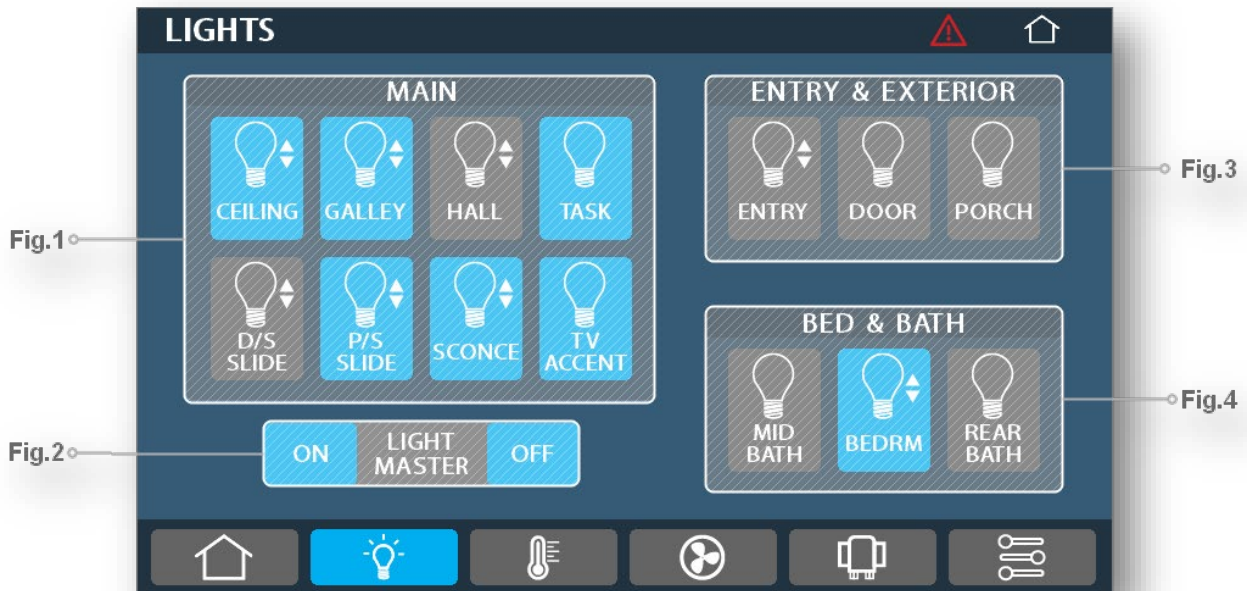 LIGHTS
MAIN
CEILING
GALLEY
HALL
TASK
D/S
SLIDE
P/S
SLIDE
SCONCE
TV
ACCENT
Fig.1
ON
LIGHT
MASTER
OFF
Fig.2
ENTRY & EXTERIOR
ENTRY
DOOR
PORCH
Fig.3
BED & BATH
MID
BATH
BEDRM
REAR
BATH
Fig.4